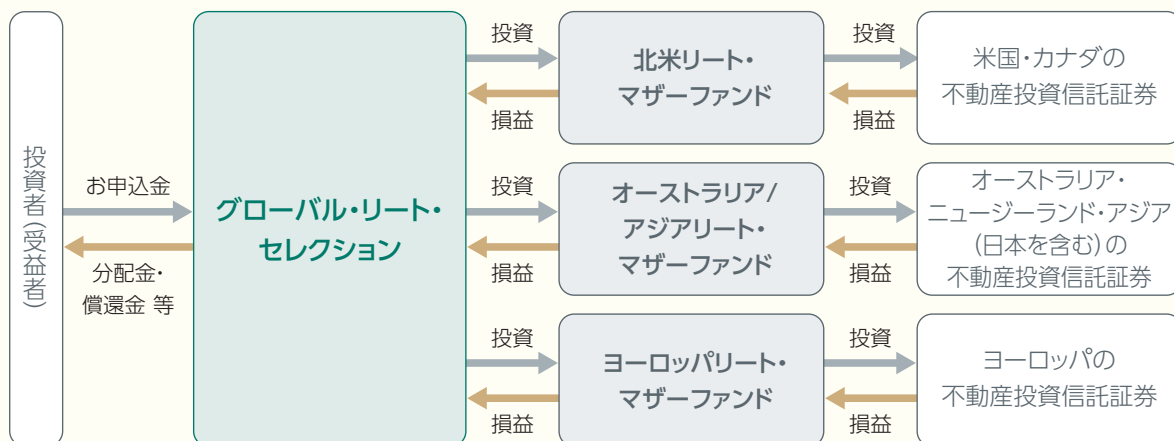 投資者(受益者)
お申込金
分配金・
償還金 等
グローバル・リート・
セレクション
投資
損益
北米リート・
マザーファンド
投資
損益
米国・カナダの
不動産投資信託証券
投資
損益
オーストラリア/
アジアリート・
マザーファンド
投資
損益
オーストラリア・
ニュージーランド・アジア
(日本を含む)の
不動産投資信託証券
投資
損益
ヨーロッパリート・
マザーファンド
投資
損益
ヨーロッパの
不動産投資信託証券